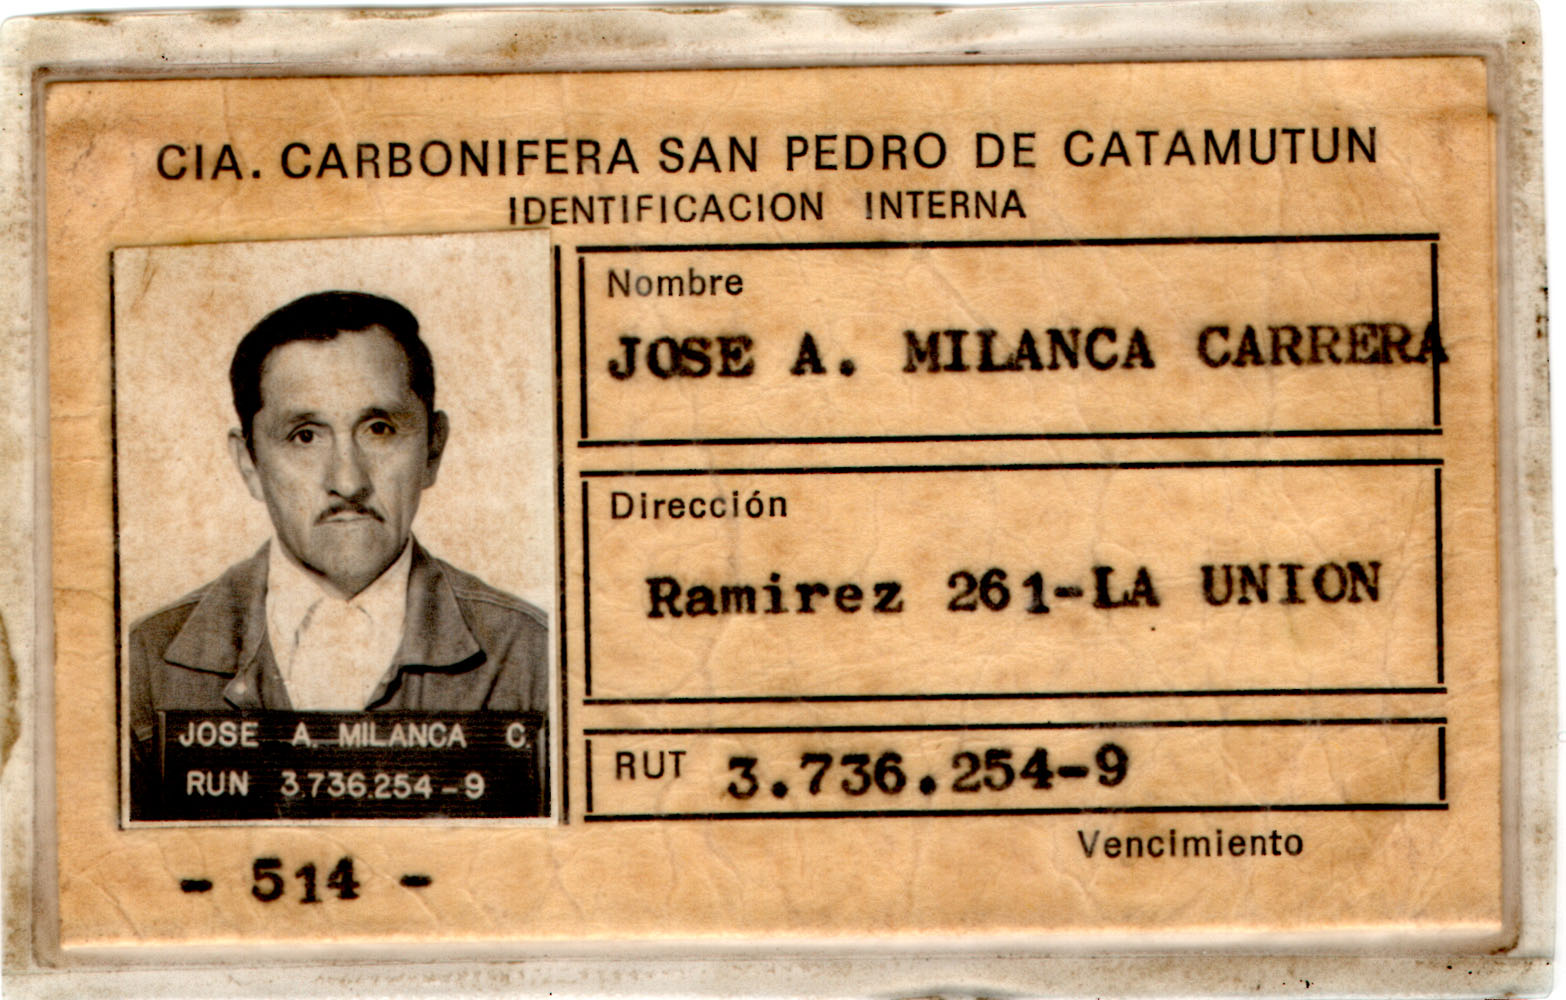 CIA. CARBONIFERA SAN PEDRO DE CATAMUTUN
IDENTIFICACION INTERNA
Nombre
JOSE A. MILANCA CARRERA
Dirección
Ramirez 261-LA UNION
JOSE A. MILANCA C.
RUN 3.736.254-9
RUT 3.736.254-9
Vencimiento
- 514 -